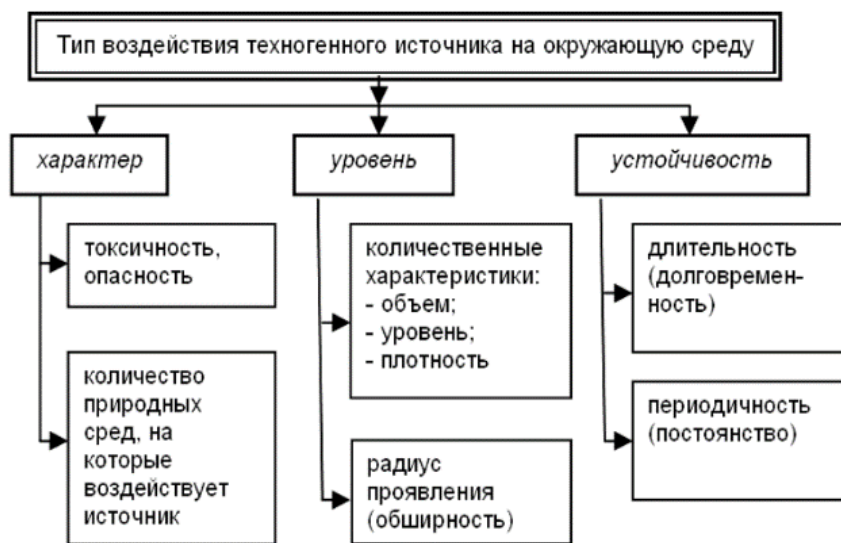 Тип воздействия техногенного источника на окружающую среду
характер
уровень
устойчивость
токсичность,
опасность
количество
природных
сред, на
которые
воздействует
источник
количественные
характеристики:
- объем;
- уровень;
- плотность
радиус
проявления
(обширность)
длительность
(долговремен-
ность)
периодичность
(постоянство)